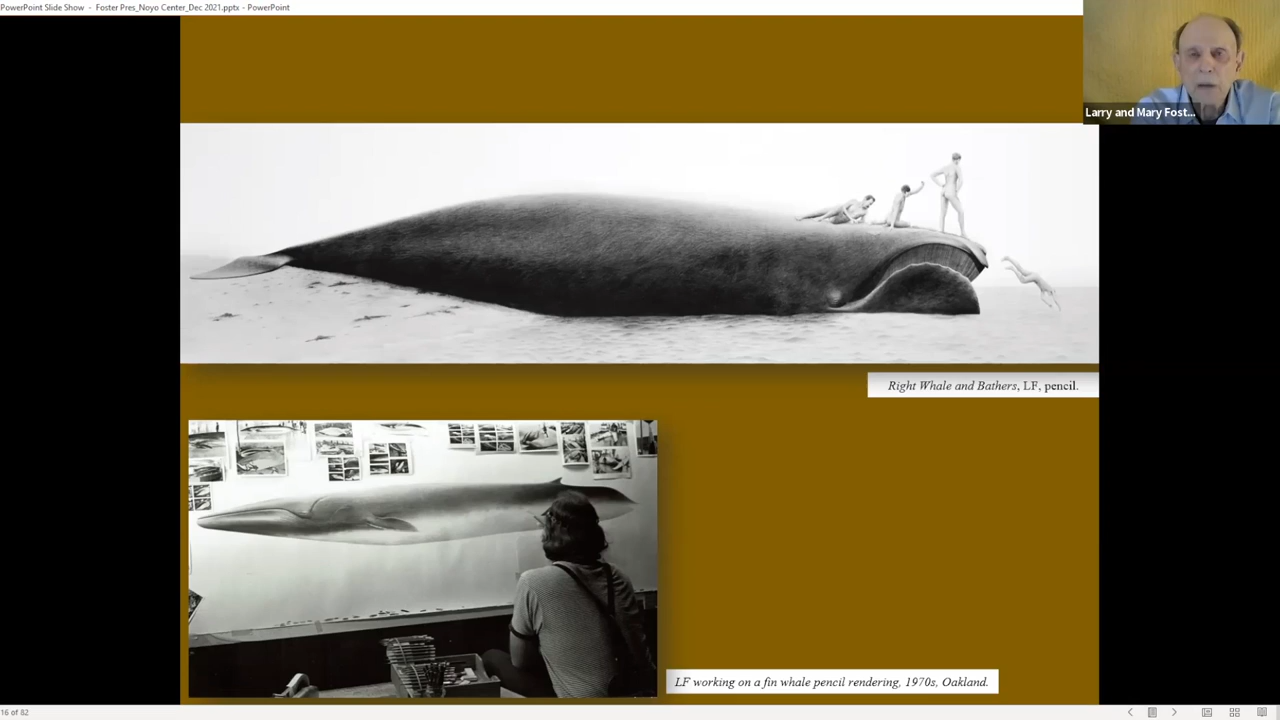 PowerPoint Slide Show - Foster Pres_Noyo Center_Dec 2021.pptx - PowerPoint
Larry and Mary Fost...
Right Whale and Bathers, LF, pencil.
LF working on a fin whale pencil rendering, 1970s, Oakland.
16 of 82